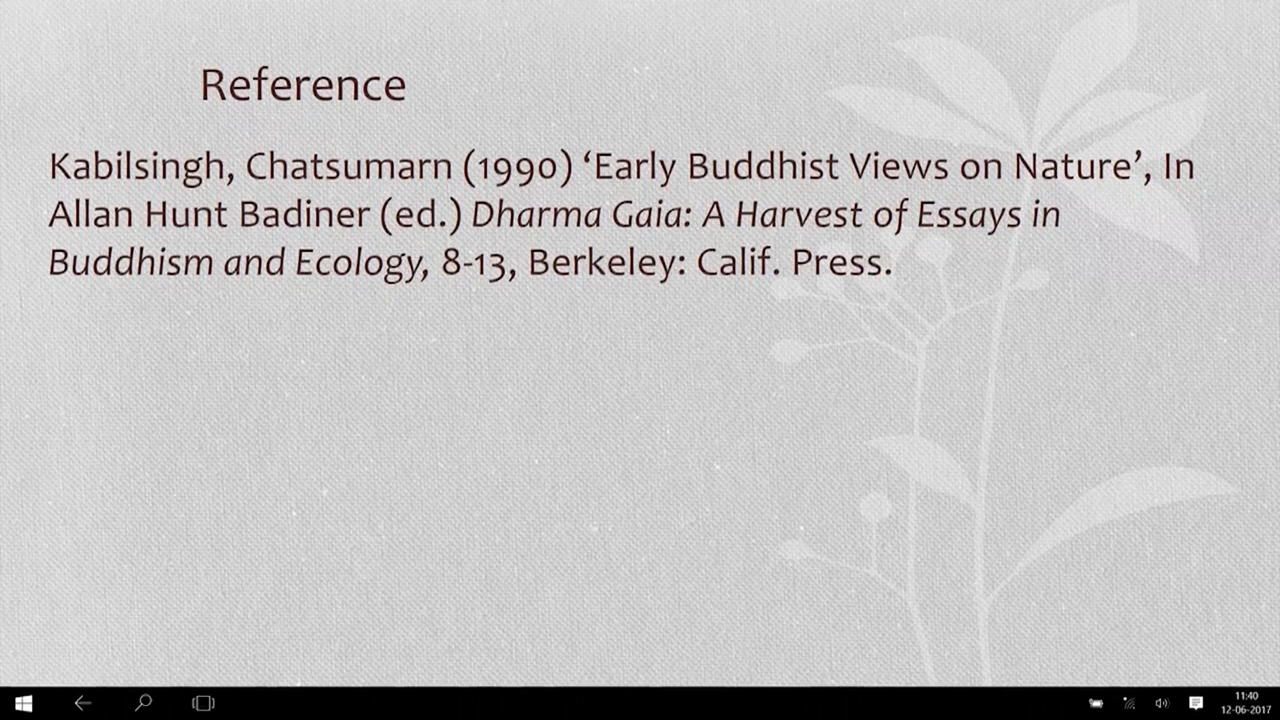 Reference
Kabilsingh, Chatsumarn (1990) ‘Early Buddhist Views on Nature’, In
Allan Hunt Badiner (ed.) Dharma Gaia: A Harvest of Essays in
Buddhism and Ecology, 8-13, Berkeley: Calif. Press.
11:40
12-06-2017